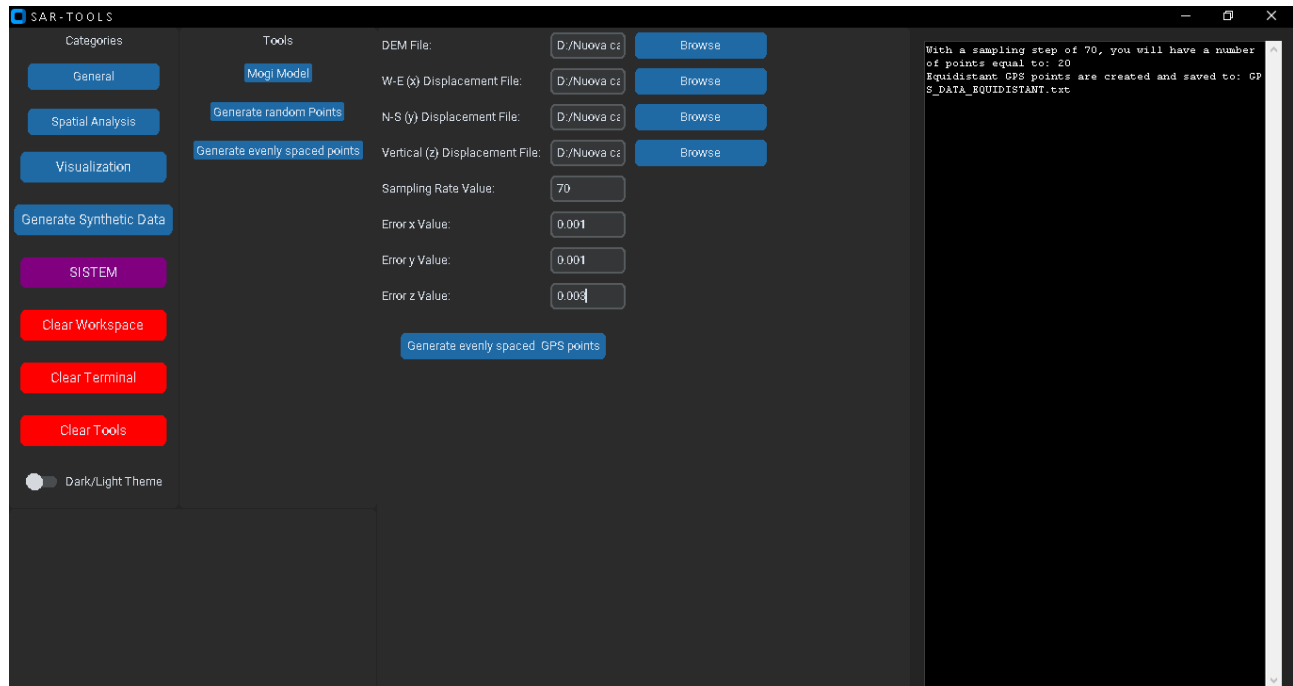 SAR-TOOLS
Categories
General
Spatial Analysis
Visualization
Generate Synthetic Data
SISTEM
Clear Workspace
Clear Terminal
Clear Tools
Dark/Light Theme
Tools
Mogi Model
Generate random Points
Generate evenly spaced points
DEM File: D:/Nuova ca Browse
W-E (x) Displacement File: D:/Nuova ca Browse
N-S (y) Displacement File: D:/Nuova ca Browse
Vertical (z) Displacement File: D:/Nuova ca Browse
Sampling Rate Value: 70
Error x Value: 0.001
Error y Value: 0.001
Error z Value: 0.003
Generate evenly spaced GPS points
With a sampling step of 70, you will have a number
of points equal to: 20
Equidistant GPS points are created and saved to: GP
S_DATA_EQUIDISTANT.txt